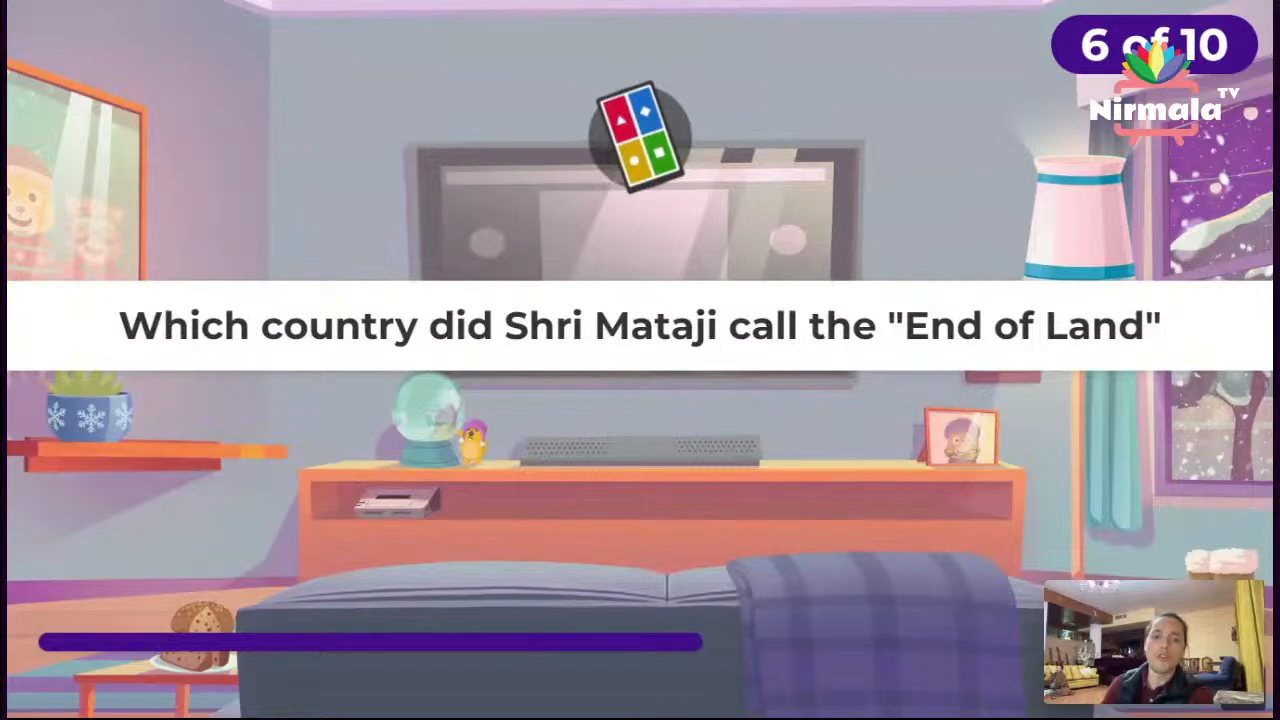 6 of 10
Nirmala TV
Which country did Shri Mataji call the "End of Land"